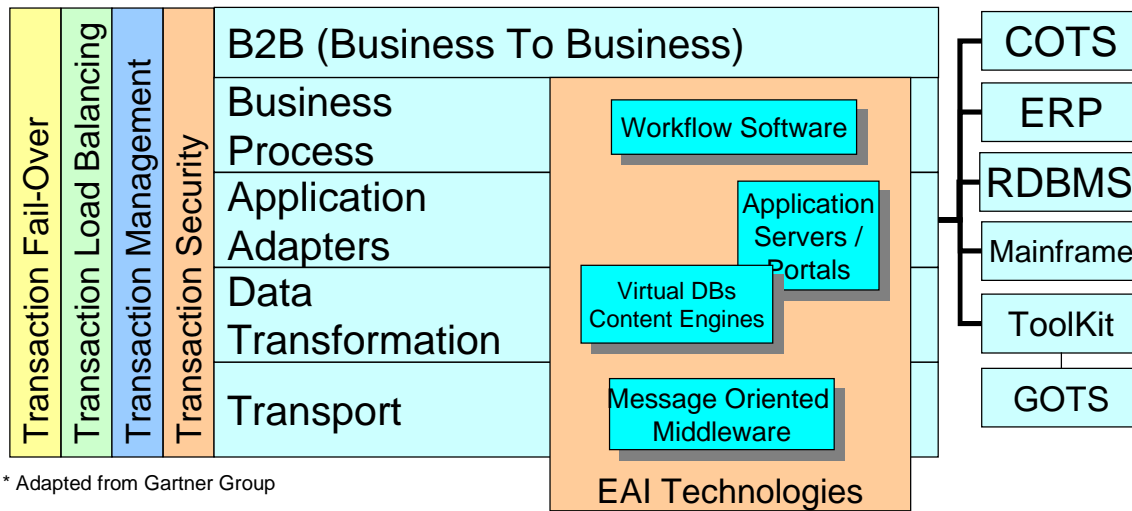 Transaction Fail-Over
Transaction Load Balancing
Transaction Management
Transaction Security
B2B (Business To Business)
Business
Process
Application
Adapters
Data
Transformation
Transport
Workflow Software
Application
Servers /
Portals
Virtual DBs
Content Engines
Message Oriented
Middleware
EAI Technologies
COTS
ERP
RDBMS
Mainframe
ToolKit
GOTS
* Adapted from Gartner Group